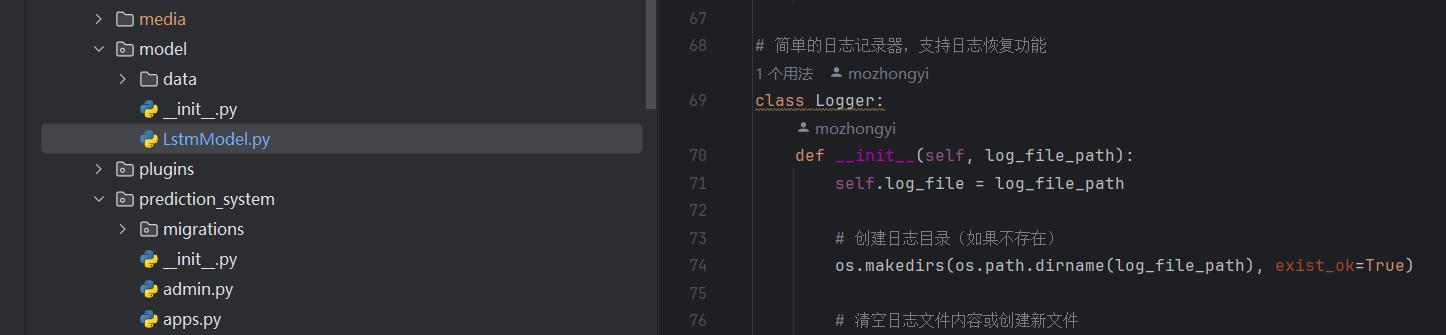 media
model
data
__init__.py
LstmModel.py
plugins
prediction_system
migrations
__init__.py
admin.py
apps.py
67
68 # 简单的日志记录器，支持日志恢复功能
1 个用法 mozhongyi
69 class Logger:
mozhongyi
70 def __init__(self, log_file_path):
71 self.log_file = log_file_path
72
73 # 创建日志目录（如果不存在）
74 os.makedirs(os.path.dirname(log_file_path), exist_ok=True)
75
76 # 清空日志文件内容或创建新文件